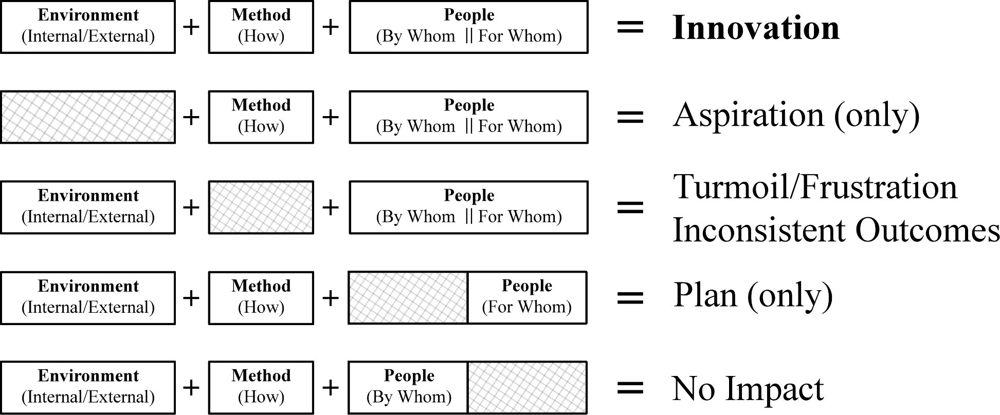 Environment + Method + People = Innovation
(Internal/External) (How) (By Whom || For Whom)
+ Method + People = Aspiration (only)
(How) (By Whom || For Whom)
Environment + + People = Turmoil/Frustration
(Internal/External) (By Whom || For Whom) Inconsistent Outcomes
Environment + Method + People = Plan (only)
(Internal/External) (How) (For Whom)
Environment + Method + People = No Impact
(Internal/External) (How) (By Whom)